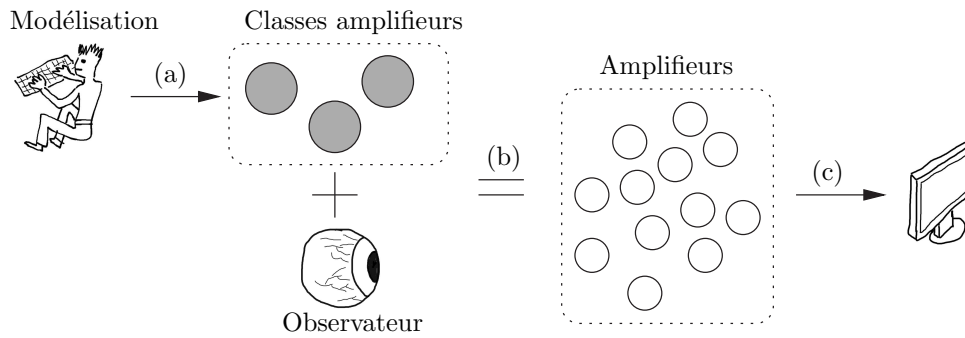 Modélisation
Classes amplifieurs
(a)
Amplifieurs
(b)
(c)
Observateur